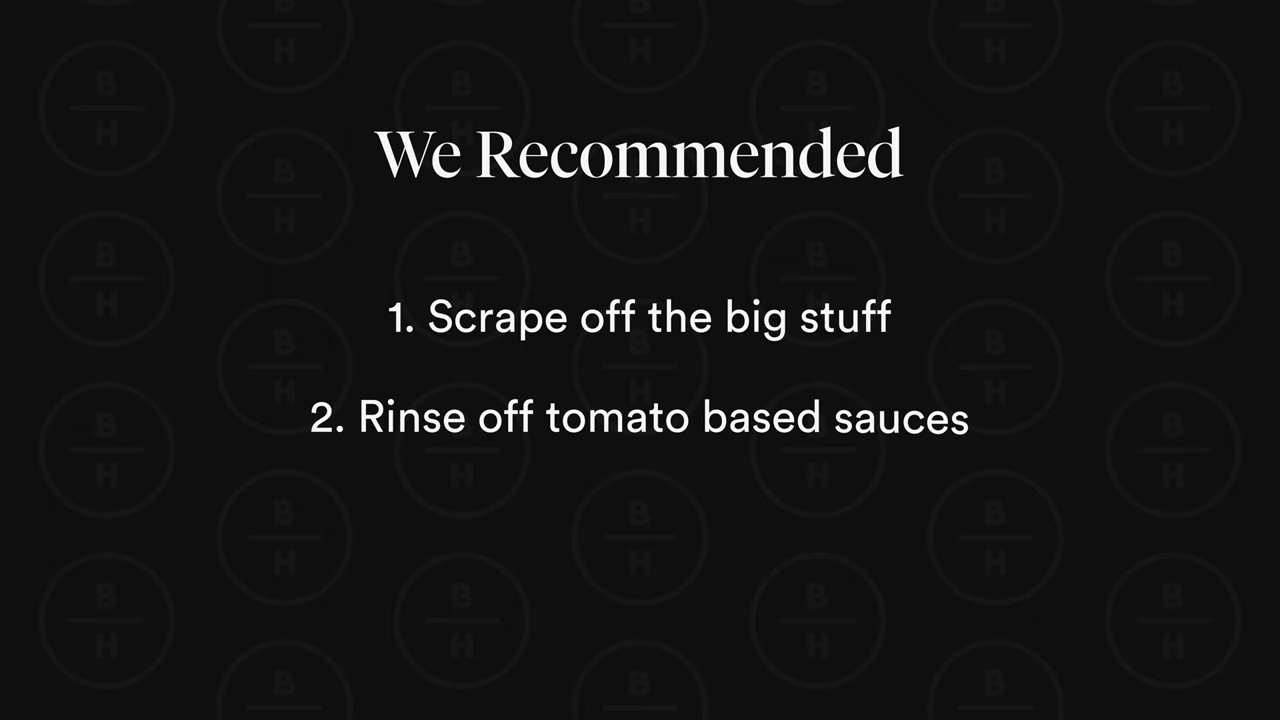 We Recommended
1. Scrape off the big stuff
2. Rinse off tomato based sauces
B
H